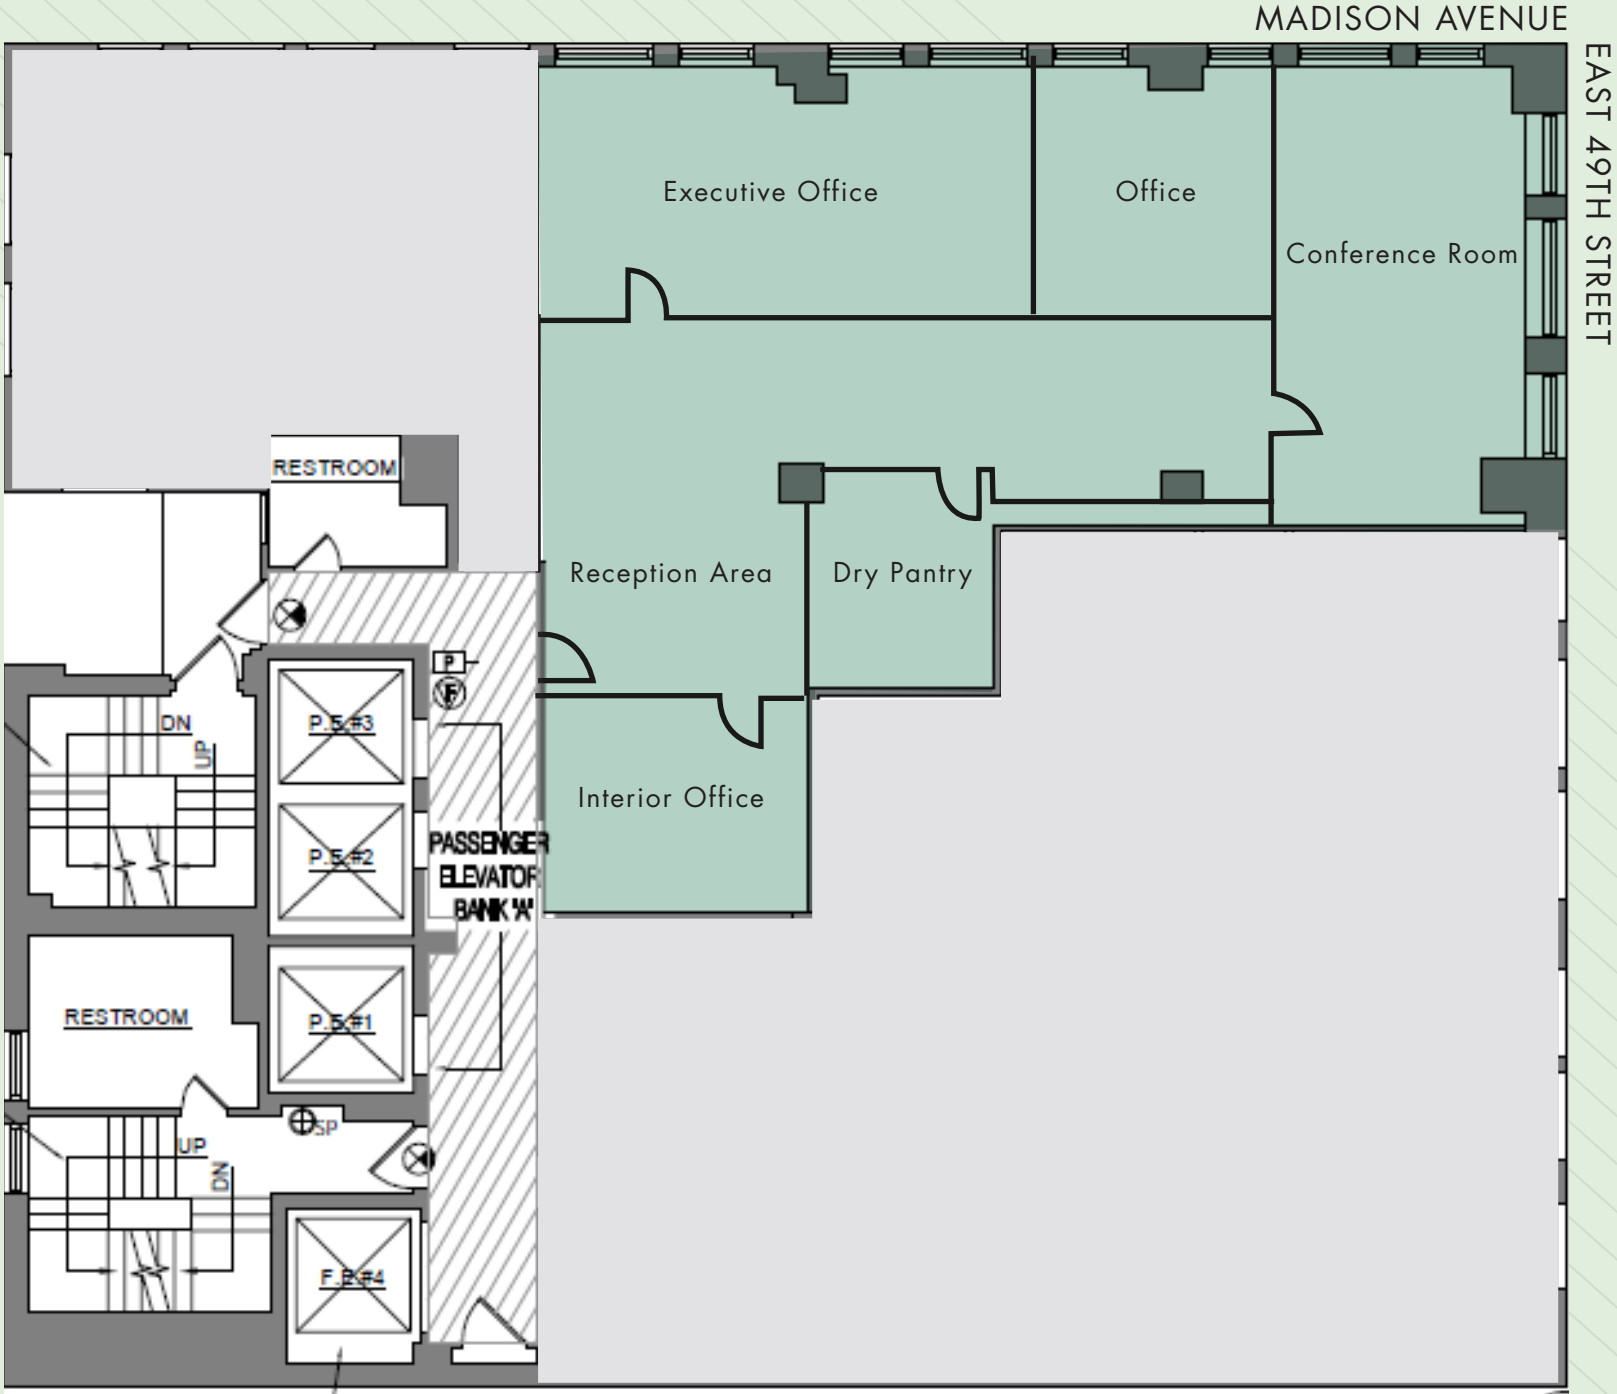 MADISON AVENUE
EAST 49TH STREET
Executive Office
Office
Conference Room
RESTROOM
Reception Area
Dry Pantry
P
F
DN
UP
P.E.#3
Interior Office
P.E.#2
PASSENGER
ELEVATOR
BANK "A"
RESTROOM
P.E.#1
SP
UP
DN
F.E.#4